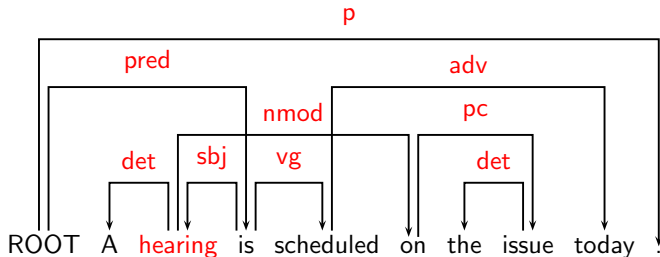 p
pred adv
nmod pc
det sbj vg det
ROOT A hearing is scheduled on the issue today .